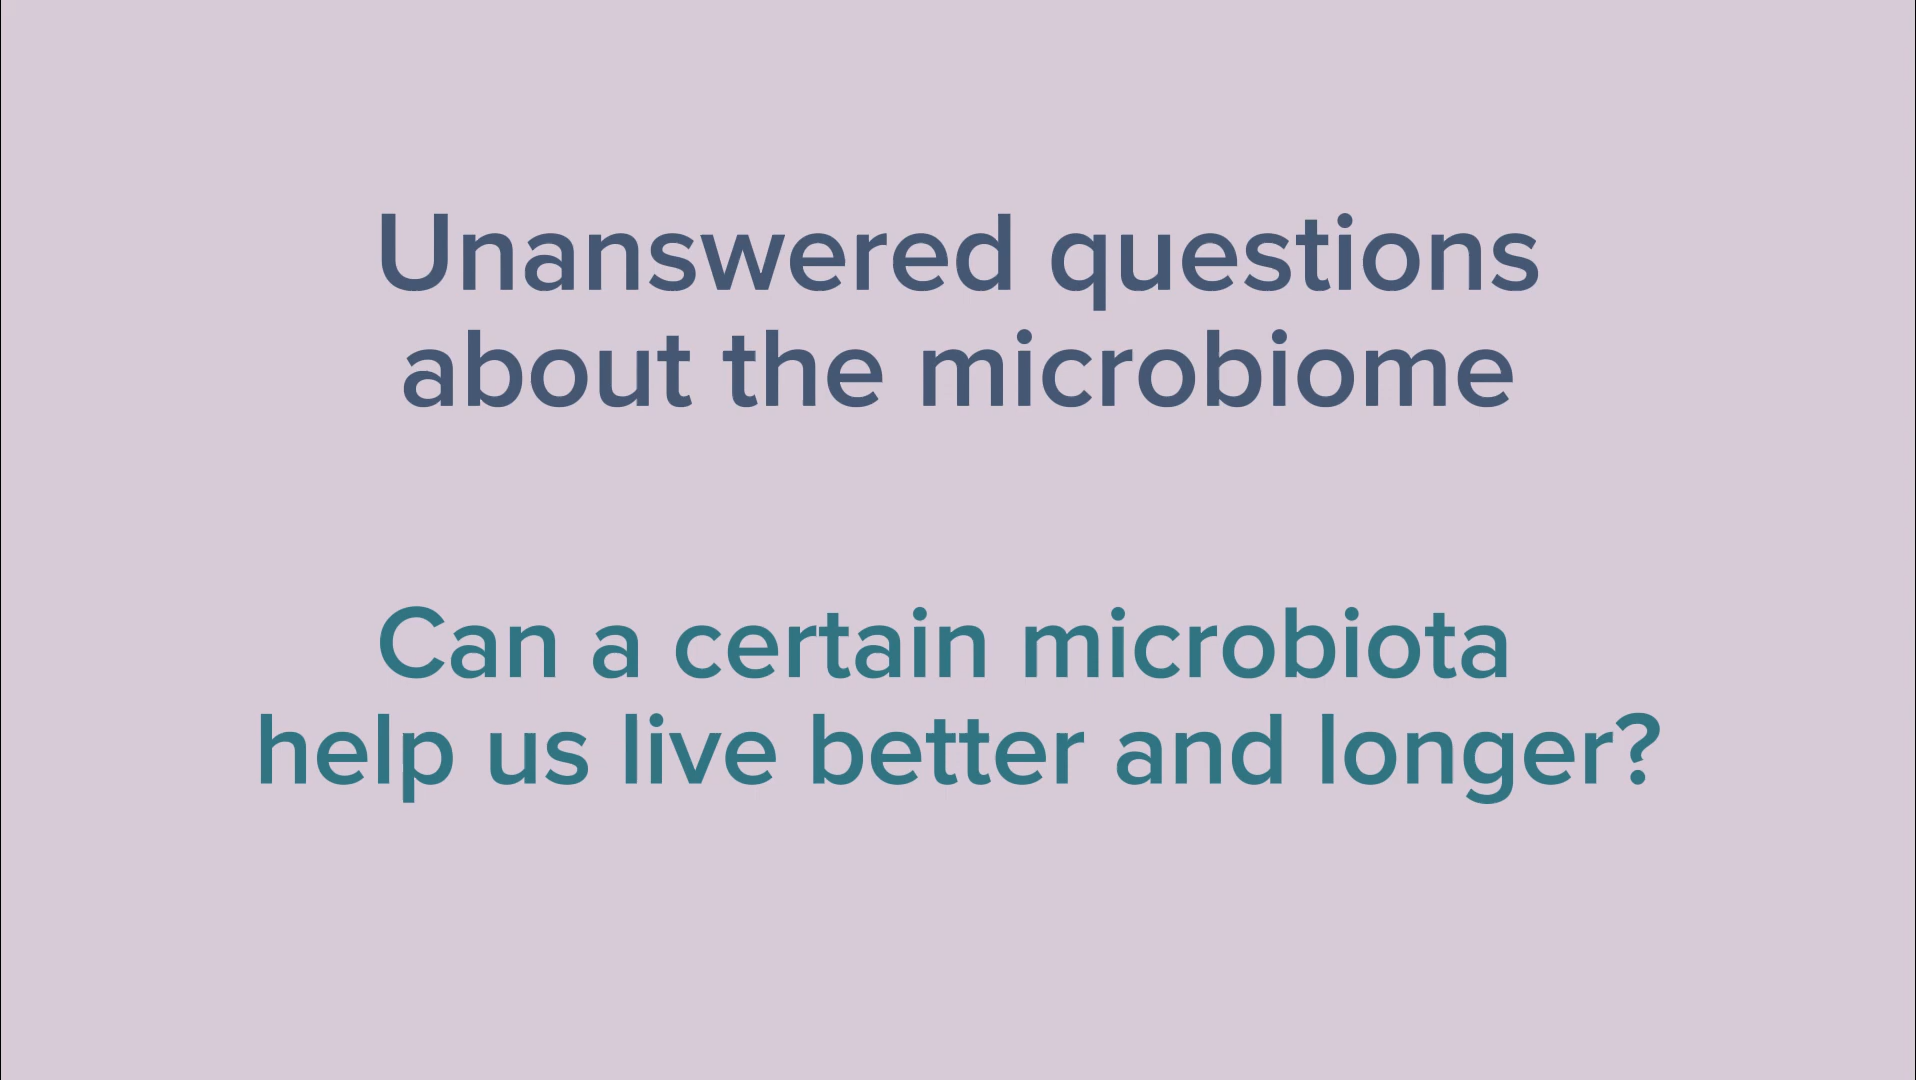 Unanswered questions
about the microbiome
Can a certain microbiota
help us live better and longer?